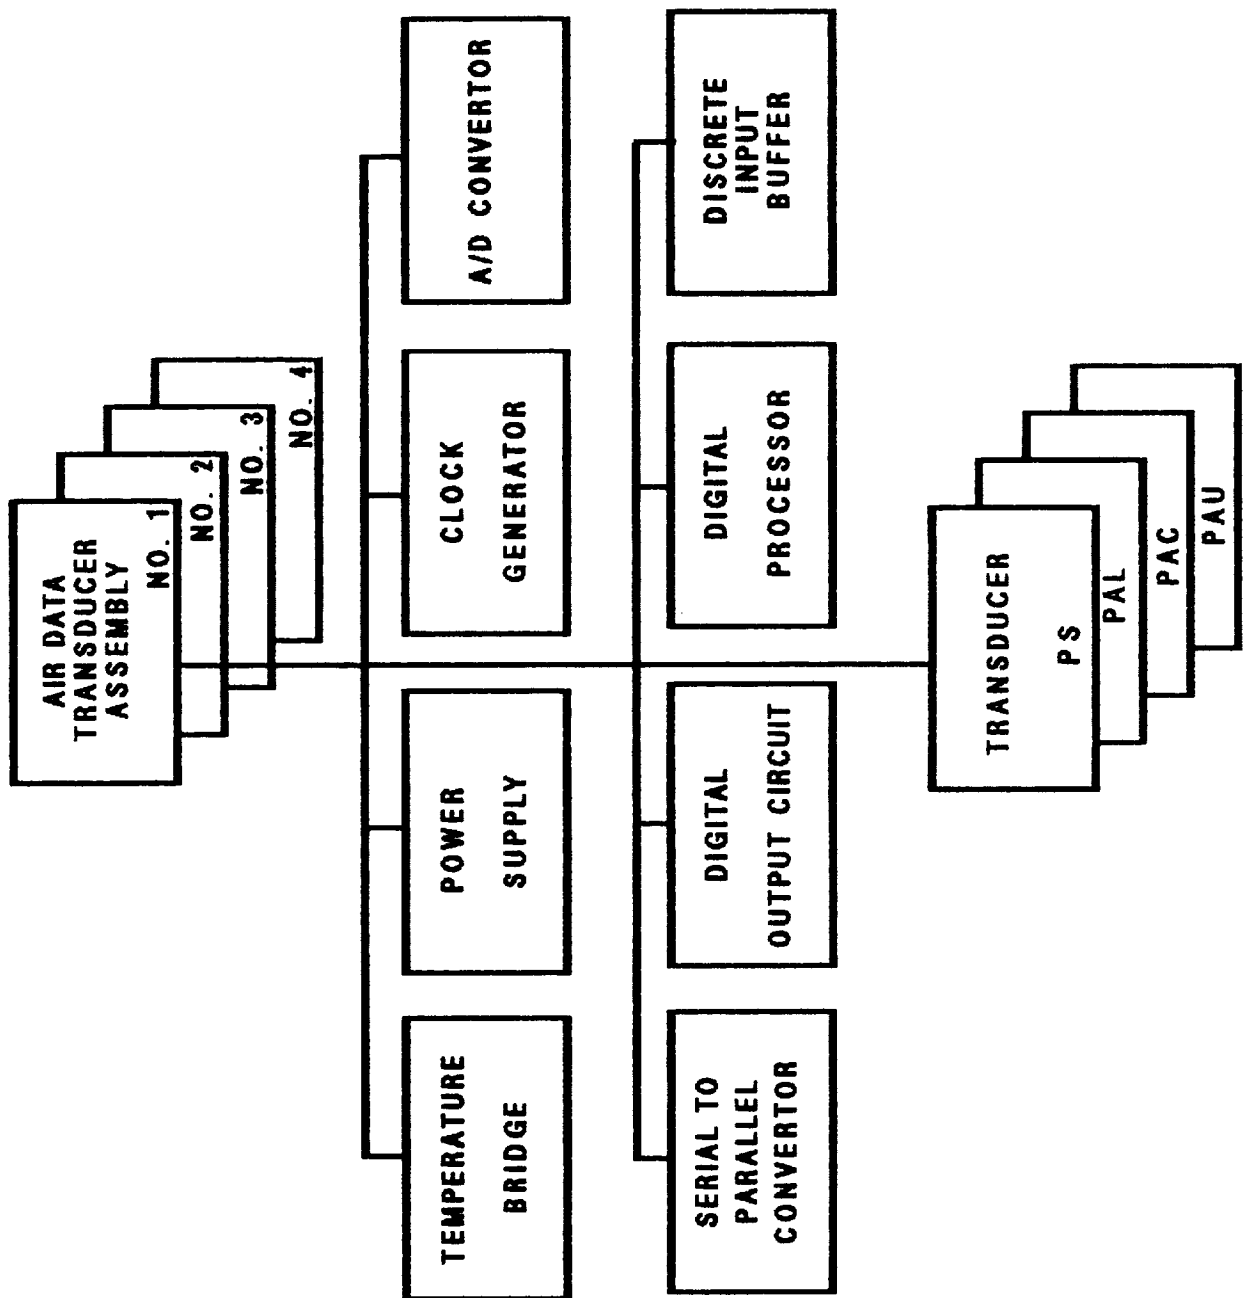 AIR DATA
TRANSDUCER
ASSEMBLY
NO. 1
NO. 2
NO. 3
NO. 4
TEMPERATURE
BRIDGE
POWER
SUPPLY
CLOCK
GENERATOR
A/D CONVERTOR
SERIAL TO
PARALLEL
CONVERTOR
DIGITAL
OUTPUT CIRCUIT
DIGITAL
PROCESSOR
DISCRETE
INPUT
BUFFER
TRANSDUCER
PS
PAL
PAC
PAU